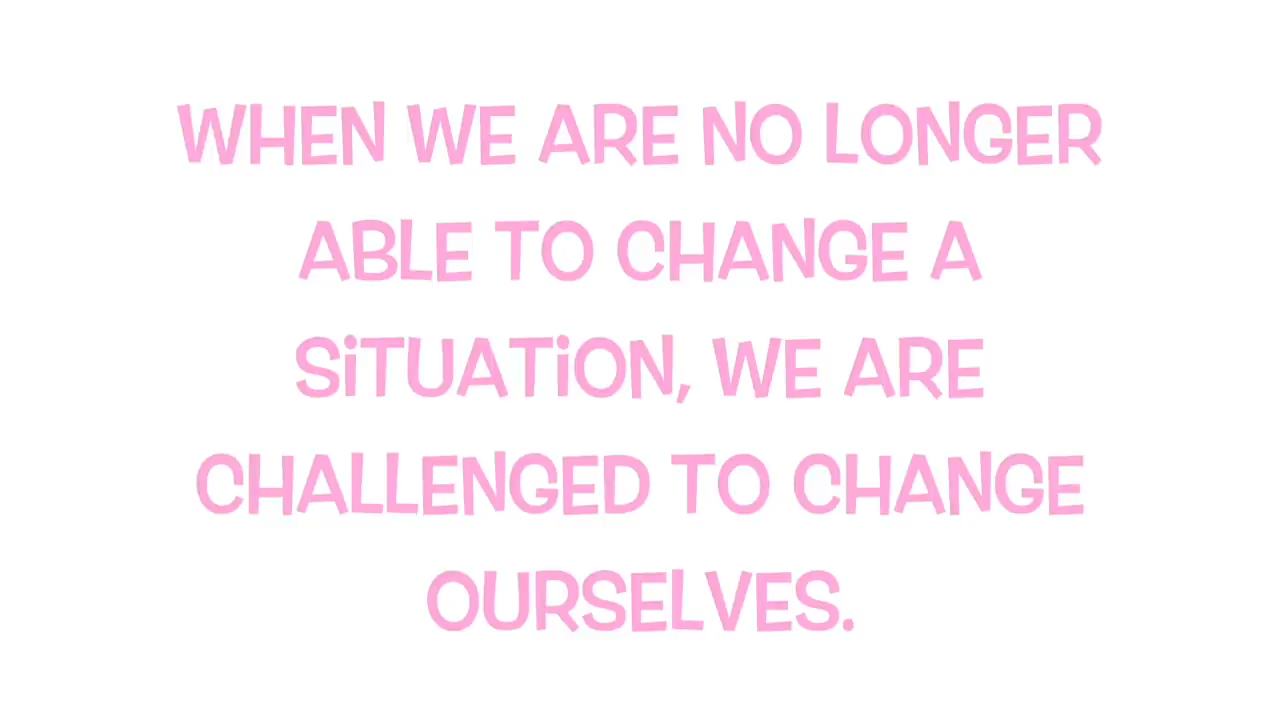 WHEN WE ARE NO LONGER
ABLE TO CHANGE A
SiTUATiON, WE ARE
CHALLENGED TO CHANGE
OURSELVES.